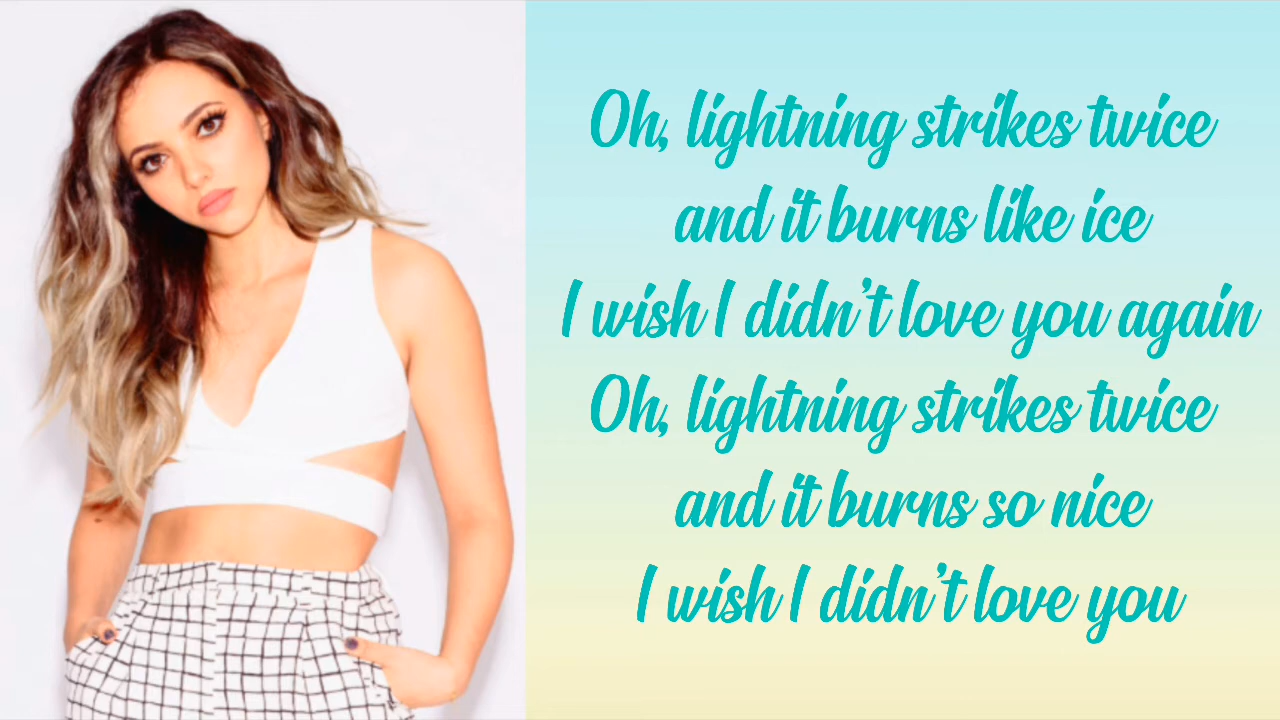 Oh, lightning strikes twice
and it burns like ice
I wish I didn't love you again
Oh, lightning strikes twice
and it burns so nice
I wish I didn't love you